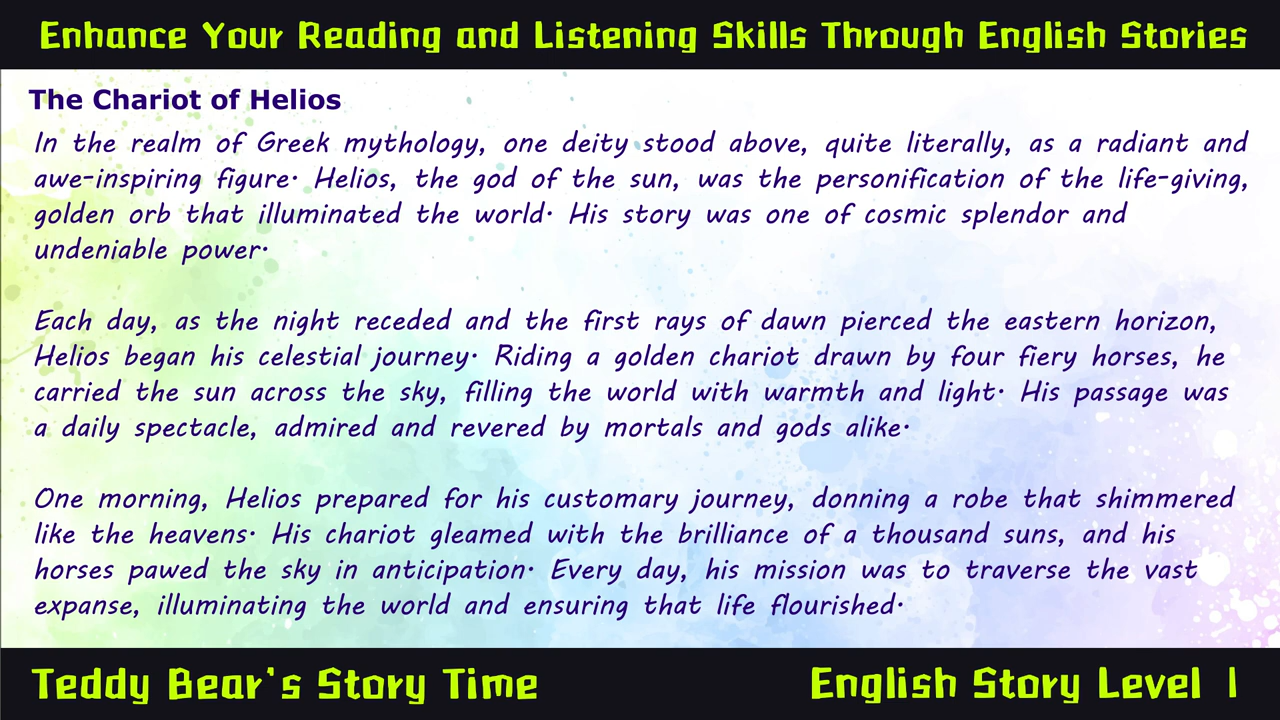 Enhance Your Reading and Listening Skills Through English Stories
The Chariot of Helios
In the realm of Greek mythology, one deity stood above, quite literally, as a radiant and
awe-inspiring figure. Helios, the god of the sun, was the personification of the life-giving,
golden orb that illuminated the world. His story was one of cosmic splendor and
undeniable power.
Each day, as the night receded and the first rays of dawn pierced the eastern horizon,
Helios began his celestial journey. Riding a golden chariot drawn by four fiery horses, he
carried the sun across the sky, filling the world with warmth and light. His passage was
a daily spectacle, admired and revered by mortals and gods alike.
One morning, Helios prepared for his customary journey, donning a robe that shimmered
like the heavens. His chariot gleamed with the brilliance of a thousand suns, and his
horses pawed the sky in anticipation. Every day, his mission was to traverse the vast
expanse, illuminating the world and ensuring that life flourished.
Teddy Bear's Story Time
English Story Level 1